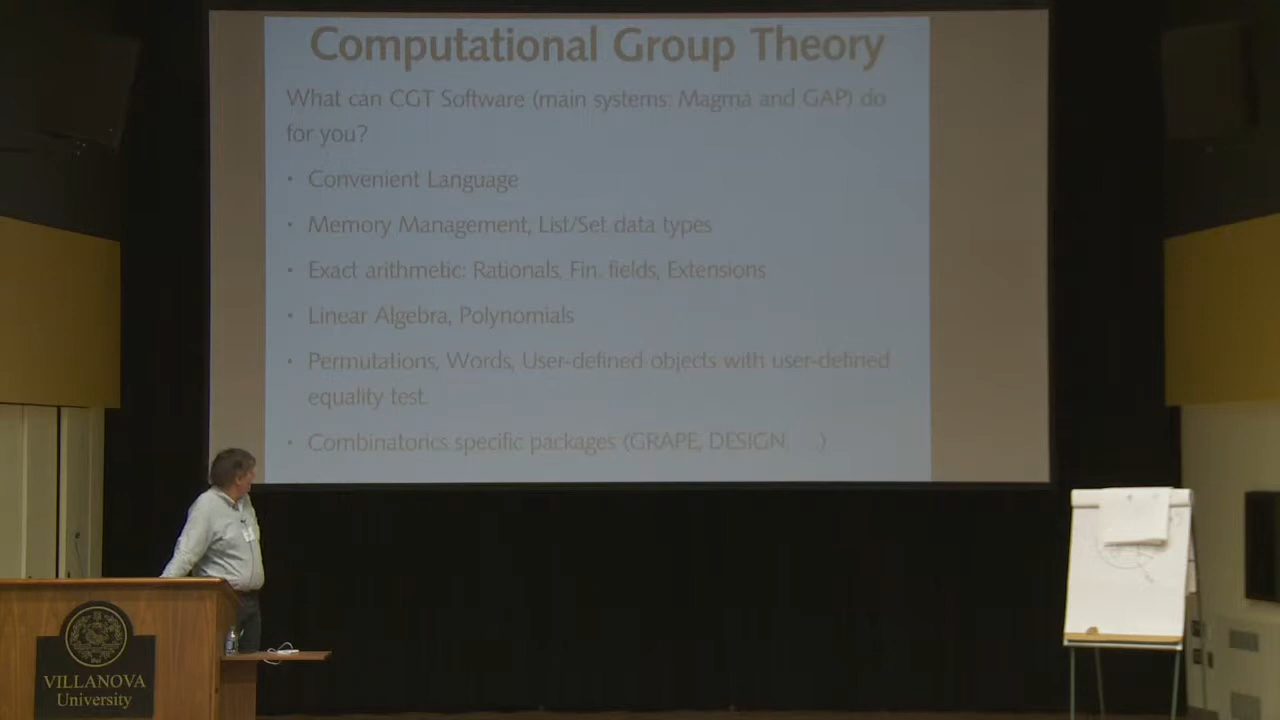 Computational Group Theory
What can CGT Software (main systems: Magma and GAP) do
for you?
• Convenient Language
• Memory Management, List/Set data types
• Exact arithmetic: Rationals, Fin. fields, Extensions
• Linear Algebra, Polynomials
• Permutations, Words, User-defined objects with user-defined
equality test.
• Combinatorics specific packages (GRAPE, DESIGN, ...)
VILLANOVA
University